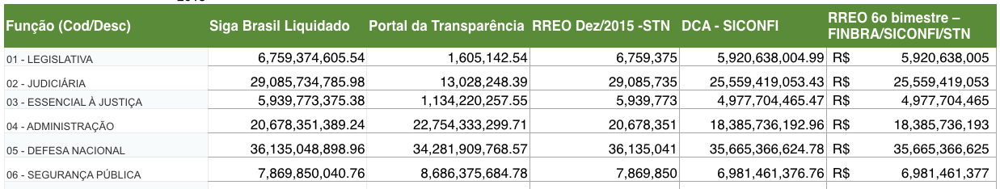 Função (Cod/Desc) Siga Brasil Liquidado Portal da Transparência RREO Dez/2015 -STN DCA - SICONFI RREO 6o bimestre –
FINBRA/SICONFI/STN
01 - LEGISLATIVA 6,759,374,605.54 1,605,142.54 6,759,375 5,920,638,004.99 R$ 5,920,638,005
02 - JUDICIÁRIA 29,085,734,785.98 13,028,248.39 29,085,735 25,559,419,053.43 R$ 25,559,419,053
03 - ESSENCIAL À JUSTIÇA 5,939,773,375.38 1,134,220,257.55 5,939,773 4,977,704,465.47 R$ 4,977,704,465
04 - ADMINISTRAÇÃO 20,678,351,389.24 22,754,333,299.71 20,678,351 18,385,736,192.96 R$ 18,385,736,193
05 - DEFESA NACIONAL 36,135,048,898.96 34,281,909,768.57 36,135,041 35,665,366,624.78 R$ 35,665,366,625
06 - SEGURANÇA PÚBLICA 7,869,850,040.76 8,686,375,684.78 7,869,850 6,981,461,376.76 R$ 6,981,461,377